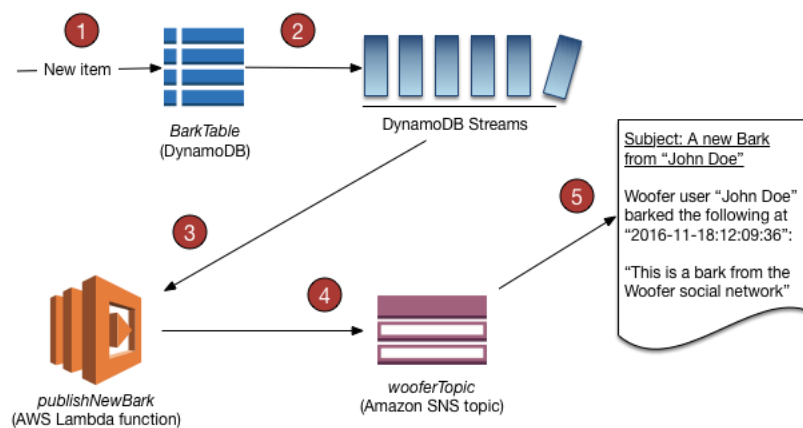 1
2
New item
BarkTable
(DynamoDB)
DynamoDB Streams
Subject: A new Bark
from “John Doe”
Woofer user “John Doe”
barked the following at
“2016-11-18:12:09:36”:
“This is a bark from the
Woofer social network”
3
4
5
publishNewBark
(AWS Lambda function)
wooferTopic
(Amazon SNS topic)